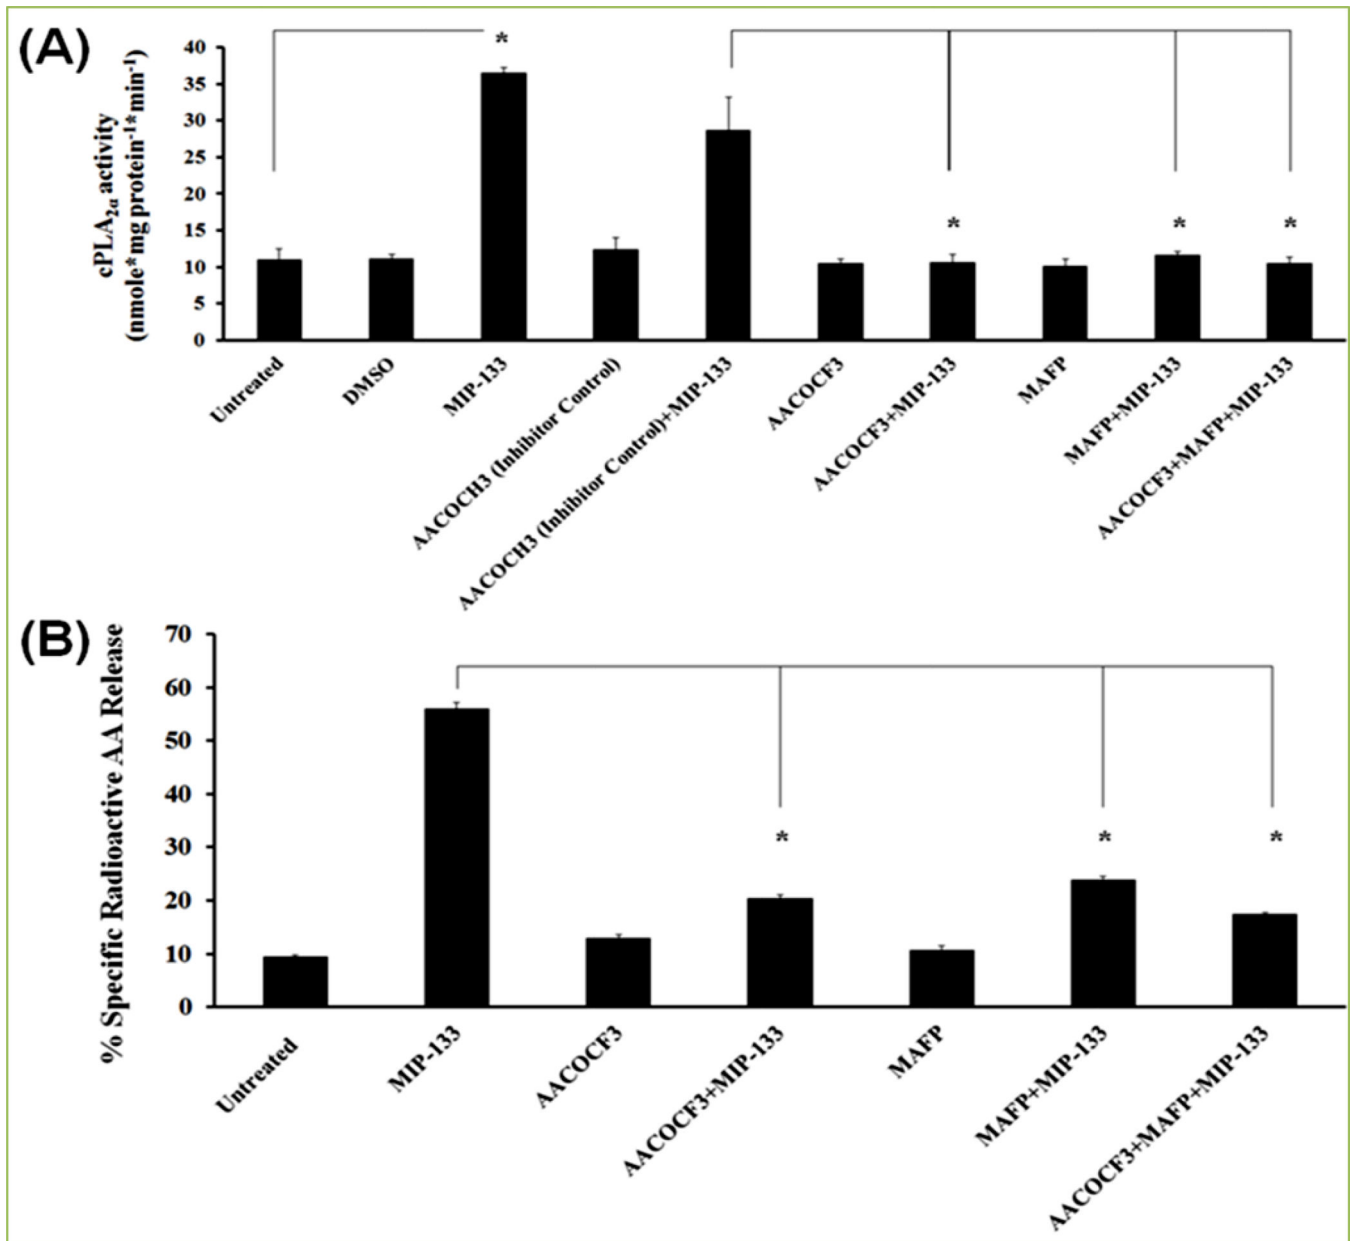 (A)
cPLA2α activity
(nmole*mg protein-1*min-1)
40
35
30
25
20
15
10
5
0
*
*
*
*
Untreated
DMSO
MIP-133
AACOCH3 (Inhibitor Control)
AACOCH3 (Inhibitor Control)+MIP-133
AACOCF3
AACOCF3+MIP-133
MAFP
MAFP+MIP-133
AACOCF3+MAFP+MIP-133
(B)
% Specific Radioactive AA Release
70
60
50
40
30
20
10
0
*
*
*
Untreated
MIP-133
AACOCF3
AACOCF3+MIP-133
MAFP
MAFP+MIP-133
AACOCF3+MAFP+MIP-133